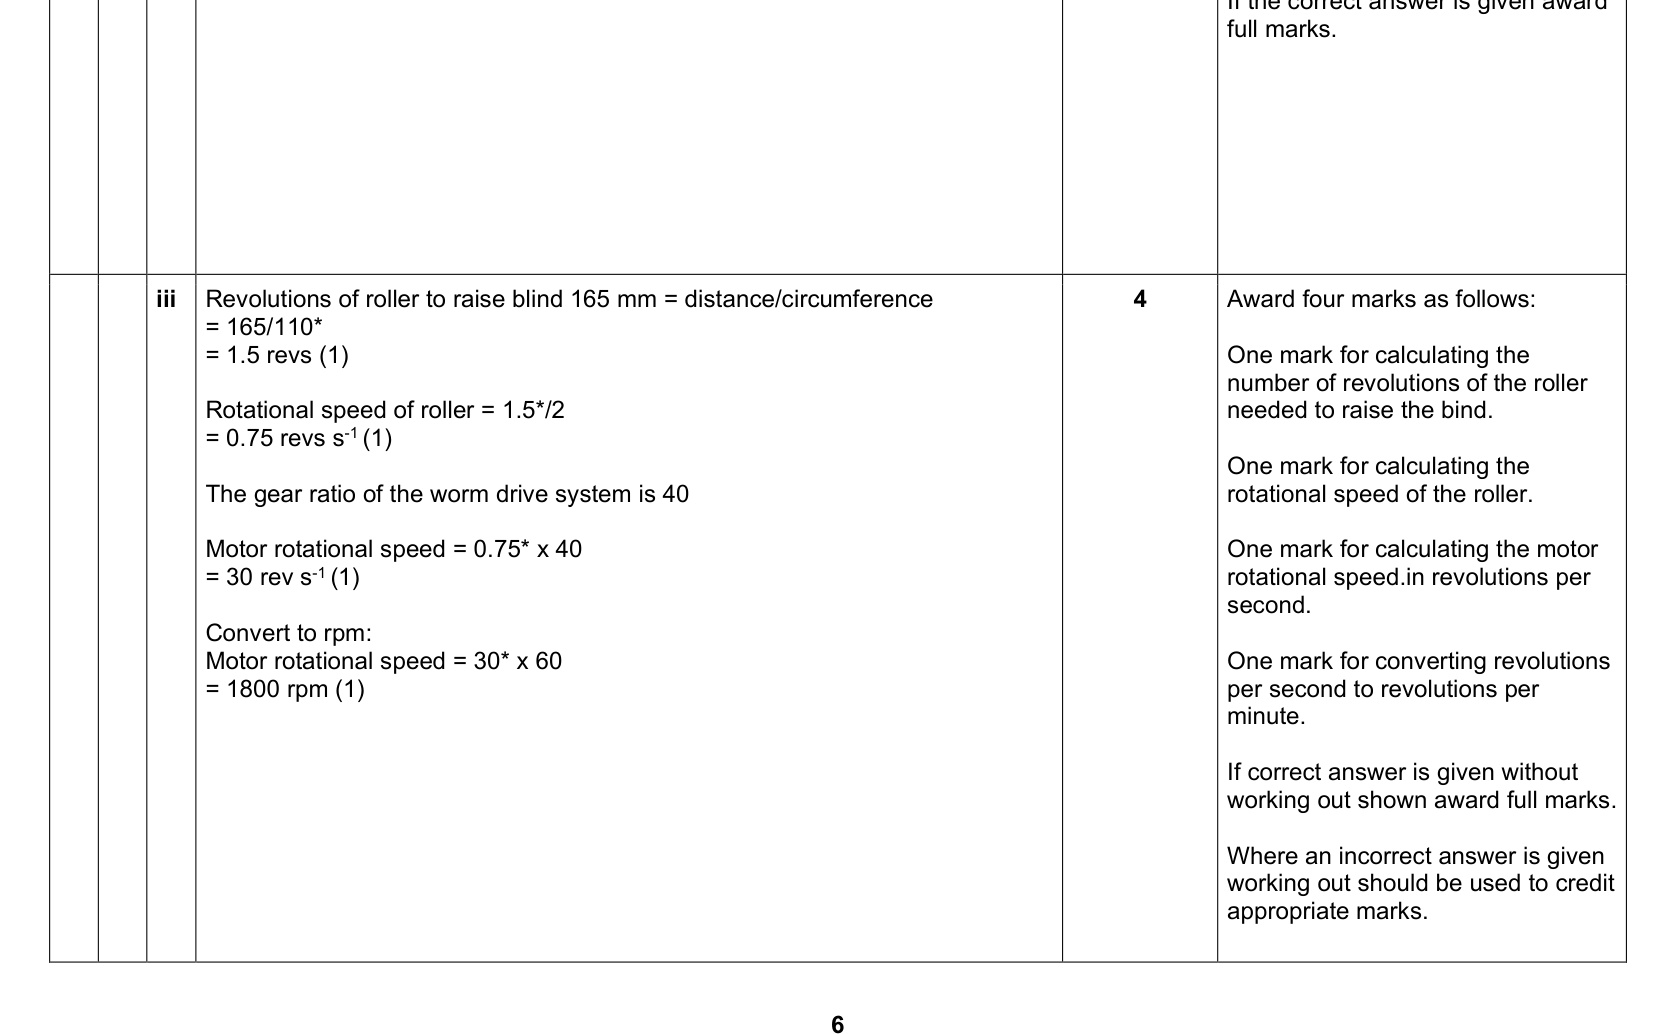 If the correct answer is given award
full marks.
iii
Revolutions of roller to raise blind 165 mm = distance/circumference
= 165/110*
= 1.5 revs (1)
Rotational speed of roller = 1.5*/2
= 0.75 revs s-1 (1)
The gear ratio of the worm drive system is 40
Motor rotational speed = 0.75* x 40
= 30 rev s-1 (1)
Convert to rpm:
Motor rotational speed = 30* x 60
= 1800 rpm (1)
4
Award four marks as follows:
One mark for calculating the
number of revolutions of the roller
needed to raise the bind.
One mark for calculating the
rotational speed of the roller.
One mark for calculating the motor
rotational speed.in revolutions per
second.
One mark for converting revolutions
per second to revolutions per
minute.
If correct answer is given without
working out shown award full marks.
Where an incorrect answer is given
working out should be used to credit
appropriate marks.
6